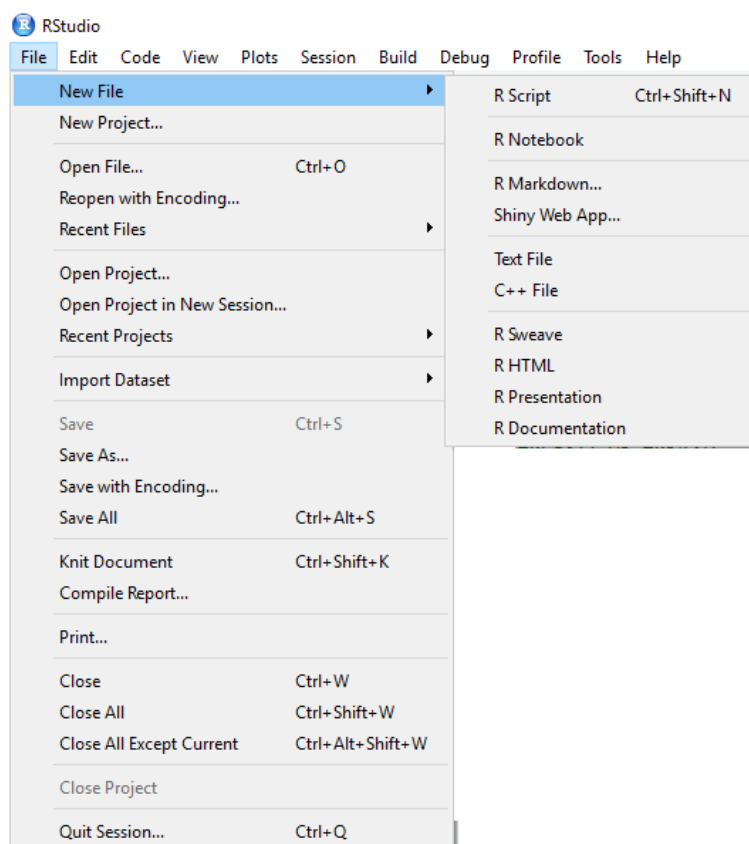 RStudio
File Edit Code View Plots Session Build Debug Profile Tools Help
New File
New Project...
Open File... Ctrl+O
Reopen with Encoding...
Recent Files
Open Project...
Open Project in New Session...
Recent Projects
Import Dataset
Save Ctrl+S
Save As...
Save with Encoding...
Save All Ctrl+Alt+S
Knit Document Ctrl+Shift+K
Compile Report...
Print...
Close Ctrl+W
Close All Ctrl+Shift+W
Close All Except Current Ctrl+Alt+Shift+W
Close Project
Quit Session... Ctrl+Q
R Script Ctrl+Shift+N
R Notebook
R Markdown...
Shiny Web App...
Text File
C++ File
R Sweave
R HTML
R Presentation
R Documentation